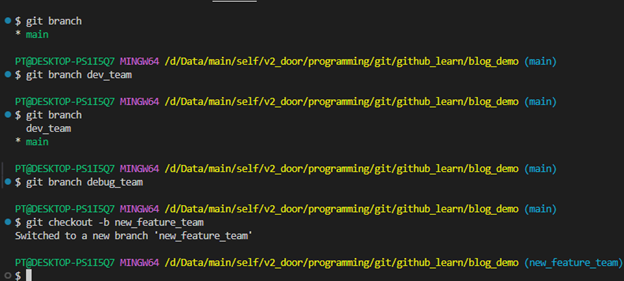 $ git branch
* main
PT@DESKTOP-PS1I5Q7 MINGW64 /d/Data/main/self/v2_door/programming/git/github_learn/blog_demo (main)
$ git branch dev_team
PT@DESKTOP-PS1I5Q7 MINGW64 /d/Data/main/self/v2_door/programming/git/github_learn/blog_demo (main)
$ git branch
dev_team
* main
PT@DESKTOP-PS1I5Q7 MINGW64 /d/Data/main/self/v2_door/programming/git/github_learn/blog_demo (main)
$ git branch debug_team
PT@DESKTOP-PS1I5Q7 MINGW64 /d/Data/main/self/v2_door/programming/git/github_learn/blog_demo (main)
$ git checkout -b new_feature_team
Switched to a new branch 'new_feature_team'
PT@DESKTOP-PS1I5Q7 MINGW64 /d/Data/main/self/v2_door/programming/git/github_learn/blog_demo (new_feature_team)
$